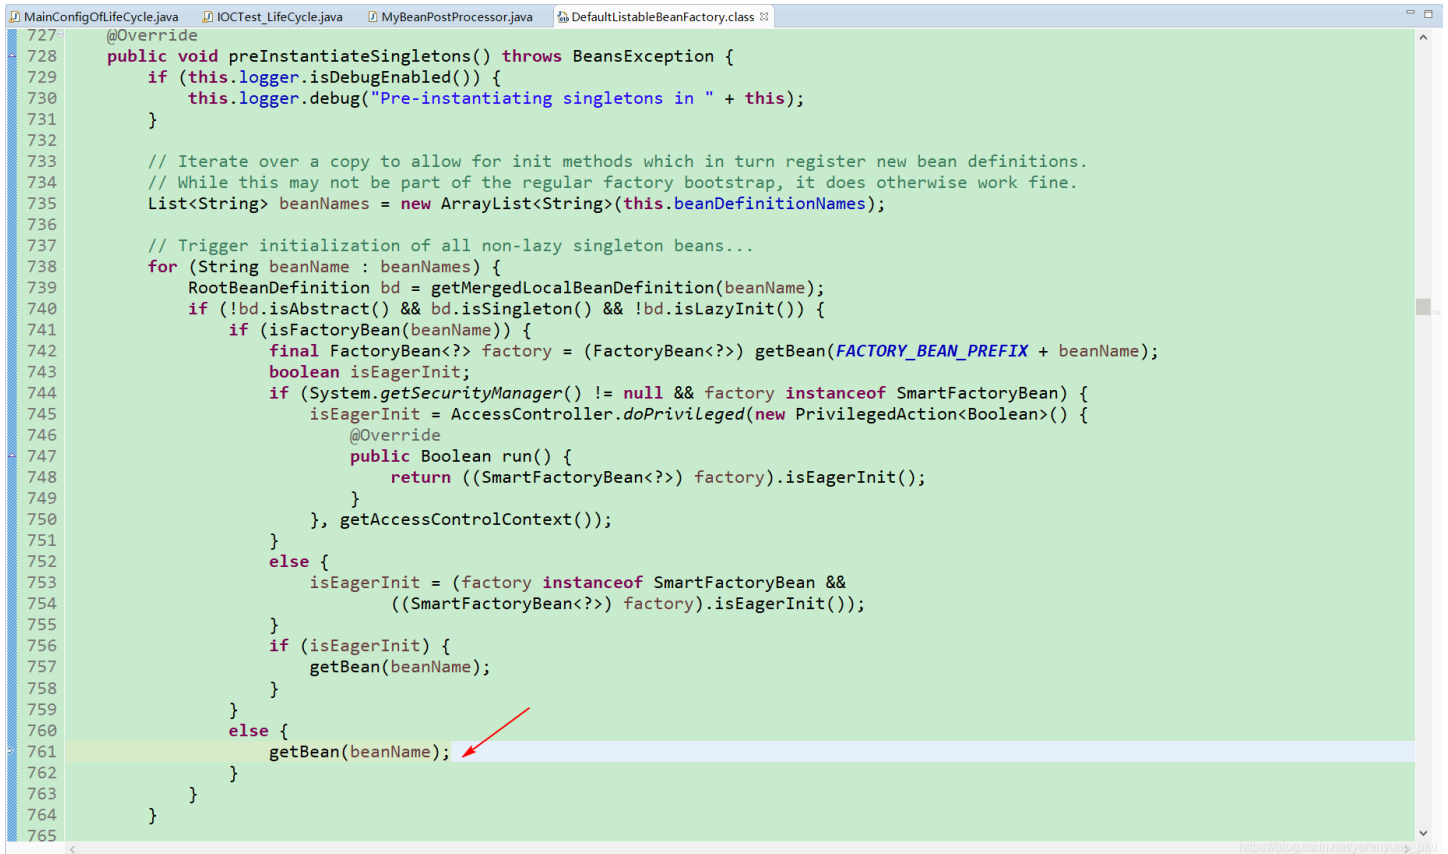 MainConfigOfLifeCycle.java IOCTest_LifeCycle.java MyBeanPostProcessor.java DefaultListableBeanFactory.class
727 @Override
728 public void preInstantiateSingletons() throws BeansException {
729 if (this.logger.isDebugEnabled()) {
730 this.logger.debug("Pre-instantiating singletons in " + this);
731 }
732
733 // Iterate over a copy to allow for init methods which in turn register new bean definitions.
734 // While this may not be part of the regular factory bootstrap, it does otherwise work fine.
735 List<String> beanNames = new ArrayList<String>(this.beanDefinitionNames);
736
737 // Trigger initialization of all non-lazy singleton beans...
738 for (String beanName : beanNames) {
739 RootBeanDefinition bd = getMergedLocalBeanDefinition(beanName);
740 if (!bd.isAbstract() && bd.isSingleton() && !bd.isLazyInit()) {
741 if (isFactoryBean(beanName)) {
742 final FactoryBean<?> factory = (FactoryBean<?>) getBean(FACTORY_BEAN_PREFIX + beanName);
743 boolean isEagerInit;
744 if (System.getSecurityManager() != null && factory instanceof SmartFactoryBean) {
745 isEagerInit = AccessController.doPrivileged(new PrivilegedAction<Boolean>() {
746 @Override
747 public Boolean run() {
748 return ((SmartFactoryBean<?>) factory).isEagerInit();
749 }
750 }, getAccessControlContext());
751 }
752 else {
753 isEagerInit = (factory instanceof SmartFactoryBean &&
754 ((SmartFactoryBean<?>) factory).isEagerInit());
755 }
756 if (isEagerInit) {
757 getBean(beanName);
758 }
759 }
760 else {
761 getBean(beanName);
762 }
763 }
764 }
765
https://blog.csdn.net/yerenyuan_pku